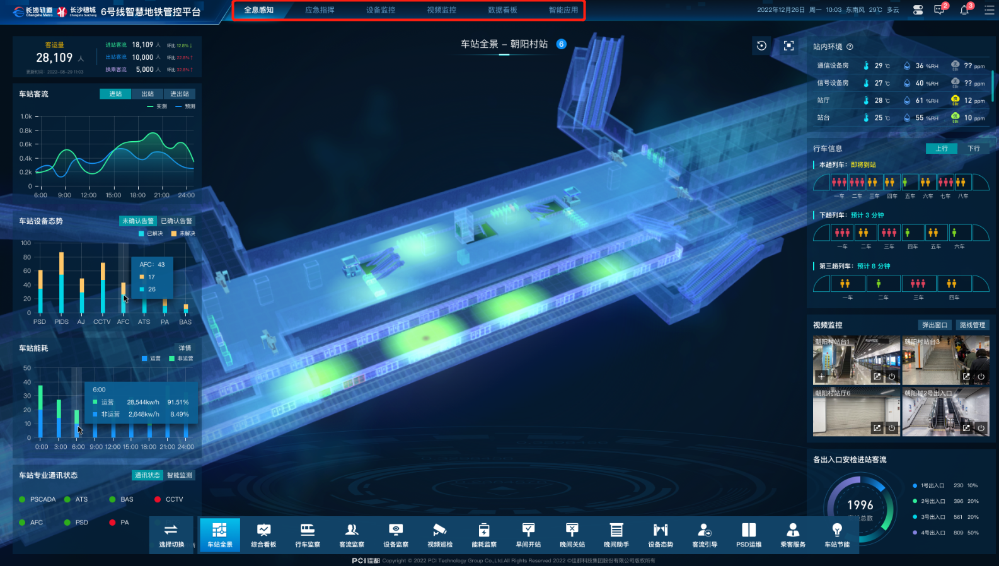 长沙轨道 长沙穗城 6号线智慧地铁管控平台
Changsha Metro
全息感知 应急指挥 设备监控 视频监控 数据看板 智能应用
2022年12月26日 周一 10:03 东南风 29℃ 多云
2 3
客运量
28,109 人
更新时间：2022-08-29 11:03
进站客流 18,109 人 环比 12.8%↓
出站客流 10,000 人 环比 22.8%↑
换乘客流 5,000 人 环比 32.8%↑
车站客流 进站 出站 进出站
实测 预测
1.0k
0.8k
0.6k
0.4k
0.2k
0
6:00 9:00 12:00 15:00 18:00 21:00 24:00
车站设备态势 未确认告警 已确认告警
已解决 未解决
100
80
60
40
20
0
AFC：43
17
26
PSD PIDS AJ CCTV AFC ATS PA BAS
车站能耗 详情
运营 非运营
50
40
30
20
10
0
6:00
运营 28,544kw/h 91.51%
非运营 2,648kw/h 8.49%
0:00 3:00 6:00 9:00 12:00 15:00 18:00 21:00 24:00
车站专业通讯状态 通讯状态 智能监测
PSCADA ATS BAS CCTV
AFC PSD PA
车站全景 – 朝阳村站 6
站内环境
通信设备房 29 ℃ 36 %RH 无 CO2 ?? ppm
信号设备房 27 ℃ 40 %RH 无 CO2 ?? ppm
站厅 28 ℃ 61 %RH 良 CO2 12 ppm
站台 25 ℃ 55 %RH 优 CO2 10 ppm
行车信息 上行 下行
本趟列车：即将到站
一车 二车 三车 四车 五车 六车 七车 八车
下趟列车：预计 3 分钟
一车 二车 三车 四车 五车 六车
第三趟列车：预计 8 分钟
一车 二车 三车 四车
视频监控 弹出窗口 路线管理
朝阳村站台1 朝阳村站台3
朝阳村站厅6 朝阳村2号出入口
各出入口安检进站客流
1996
总数
1号出入口 230 10%
2号出入口 396 20%
3号出入口 561 20%
4号出入口 809 50%
选择切换 车站全景 综合看板 行车监察 客流监察 设备监察 视频巡检 能耗监察 早间开站 晚间关站 晚间助手 设备态势 客流引导 PSD运维 乘客服务 车站节能
PCI佳都 Copyright © 2022 PCI Technology Group Co.,Ltd.All Rights Reserved 2022 ©佳都科技集团股份有限公司版权所有